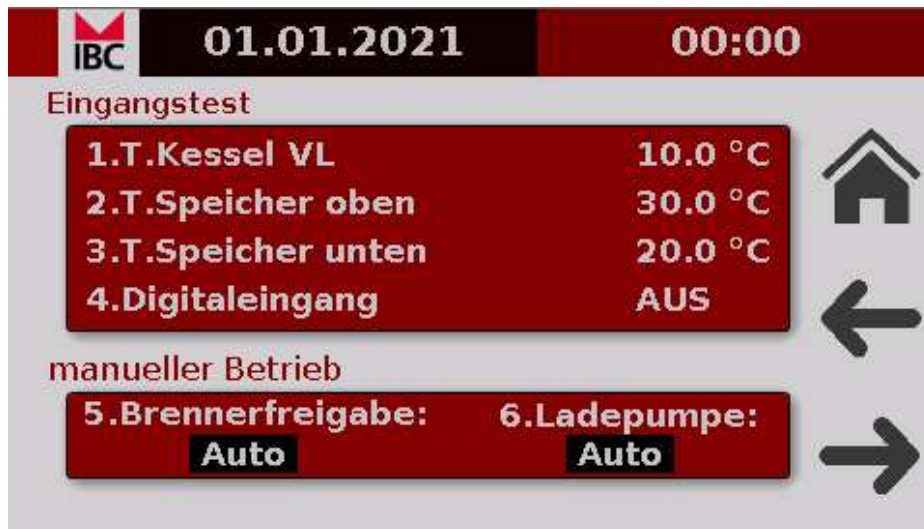 IBC 01.01.2021 00:00
Eingangstest
1.T.Kessel VL 10.0 °C
2.T.Speicher oben 30.0 °C
3.T.Speicher unten 20.0 °C
4.Digitaleingang AUS
manueller Betrieb
5.Brennerfreigabe: 6.Ladepumpe:
Auto Auto